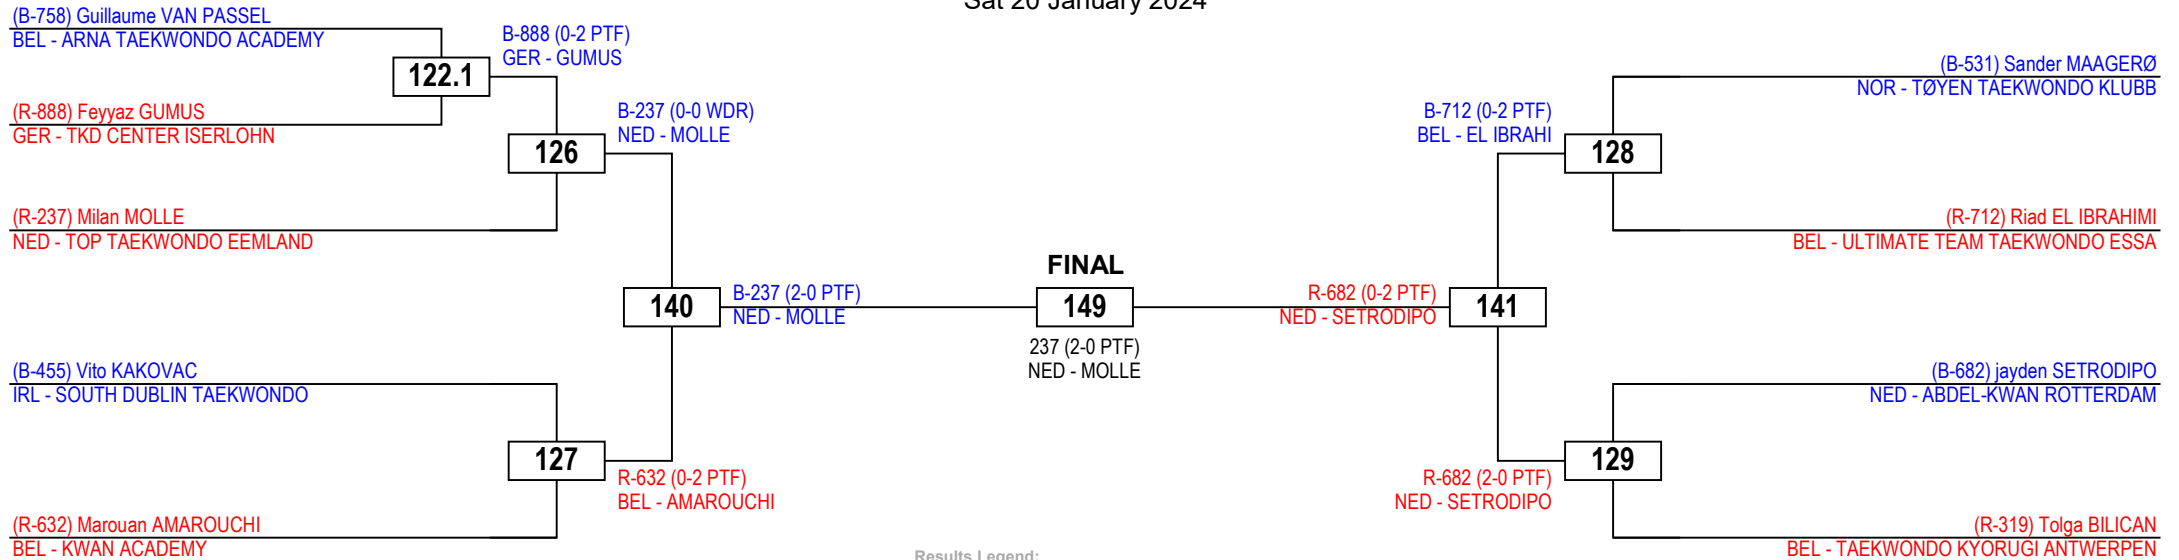 Sat 20 January 2024
(B-758) Guillaume VAN PASSEL
BEL - ARNA TAEKWONDO ACADEMY
122.1
(R-888) Feyyaz GUMUS
GER - TKD CENTER ISERLOHN
B-888 (0-2 PTF)
GER - GUMUS
126
(R-237) Milan MOLLE
NED - TOP TAEKWONDO EEMLAND
B-237 (0-0 WDR)
NED - MOLLE
140
B-237 (2-0 PTF)
NED - MOLLE
(B-455) Vito KAKOVAC
IRL - SOUTH DUBLIN TAEKWONDO
127
(R-632) Marouan AMAROUCHI
BEL - KWAN ACADEMY
R-632 (0-2 PTF)
BEL - AMAROUCHI
FINAL
149
237 (2-0 PTF)
NED - MOLLE
R-682 (0-2 PTF)
NED - SETRODIPO
141
B-712 (0-2 PTF)
BEL - EL IBRAHI
128
(B-531) Sander MAAGERØ
NOR - TØYEN TAEKWONDO KLUBB
(R-712) Riad EL IBRAHIMI
BEL - ULTIMATE TEAM TAEKWONDO ESSA
(B-682) jayden SETRODIPO
NED - ABDEL-KWAN ROTTERDAM
129
R-682 (2-0 PTF)
NED - SETRODIPO
(R-319) Tolga BILICAN
BEL - TAEKWONDO KYORUGI ANTWERPEN
Results Legend: